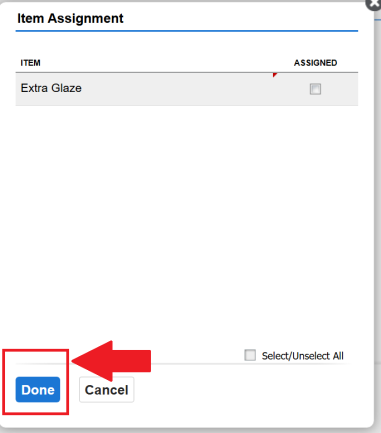 Item Assignment
ITEM ASSIGNED
Extra Glaze
Select/Unselect All
Done Cancel